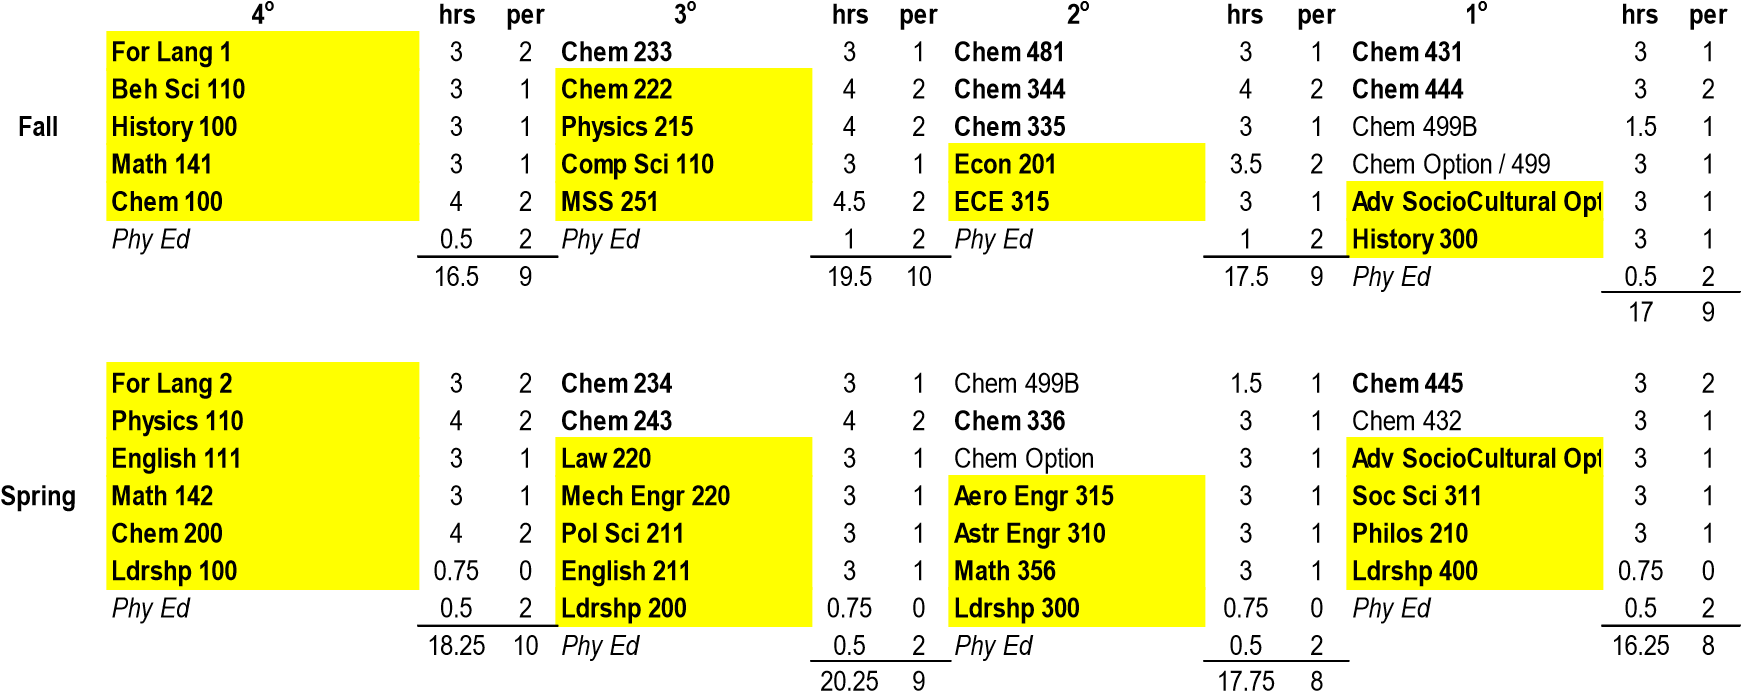 4º hrs per 3º hrs per 2º hrs per 1º hrs per
For Lang 1 3 2 Chem 233 3 1 Chem 481 3 1 Chem 431 3 1
Beh Sci 110 3 1 Chem 222 4 2 Chem 344 4 2 Chem 444 3 2
Fall History 100 3 1 Physics 215 4 2 Chem 335 3 1 Chem 499B 1.5 1
Math 141 3 1 Comp Sci 110 3 1 Econ 201 3.5 2 Chem Option / 499 3 1
Chem 100 4 2 MSS 251 4.5 2 ECE 315 3 1 Adv SocioCultural Opt 3 1
Phy Ed 0.5 2 Phy Ed 1 2 Phy Ed 1 2 History 300 3 1
16.5 9 19.5 10 17.5 9 Phy Ed 0.5 2
17 9
For Lang 2 3 2 Chem 234 3 1 Chem 499B 1.5 1 Chem 445 3 2
Physics 110 4 2 Chem 243 4 2 Chem 336 3 1 Chem 432 3 1
English 111 3 1 Law 220 3 1 Chem Option 3 1 Adv SocioCultural Opt 3 1
Spring Math 142 3 1 Mech Engr 220 3 1 Aero Engr 315 3 1 Soc Sci 311 3 1
Chem 200 4 2 Pol Sci 211 3 1 Astr Engr 310 3 1 Philos 210 3 1
Ldrshp 100 0.75 0 English 211 3 1 Math 356 3 1 Ldrshp 400 0.75 0
Phy Ed 0.5 2 Ldrshp 200 0.75 0 Ldrshp 300 0.75 0 Phy Ed 0.5 2
18.25 10 Phy Ed 0.5 2 Phy Ed 0.5 2 16.25 8
20.25 9 17.75 8